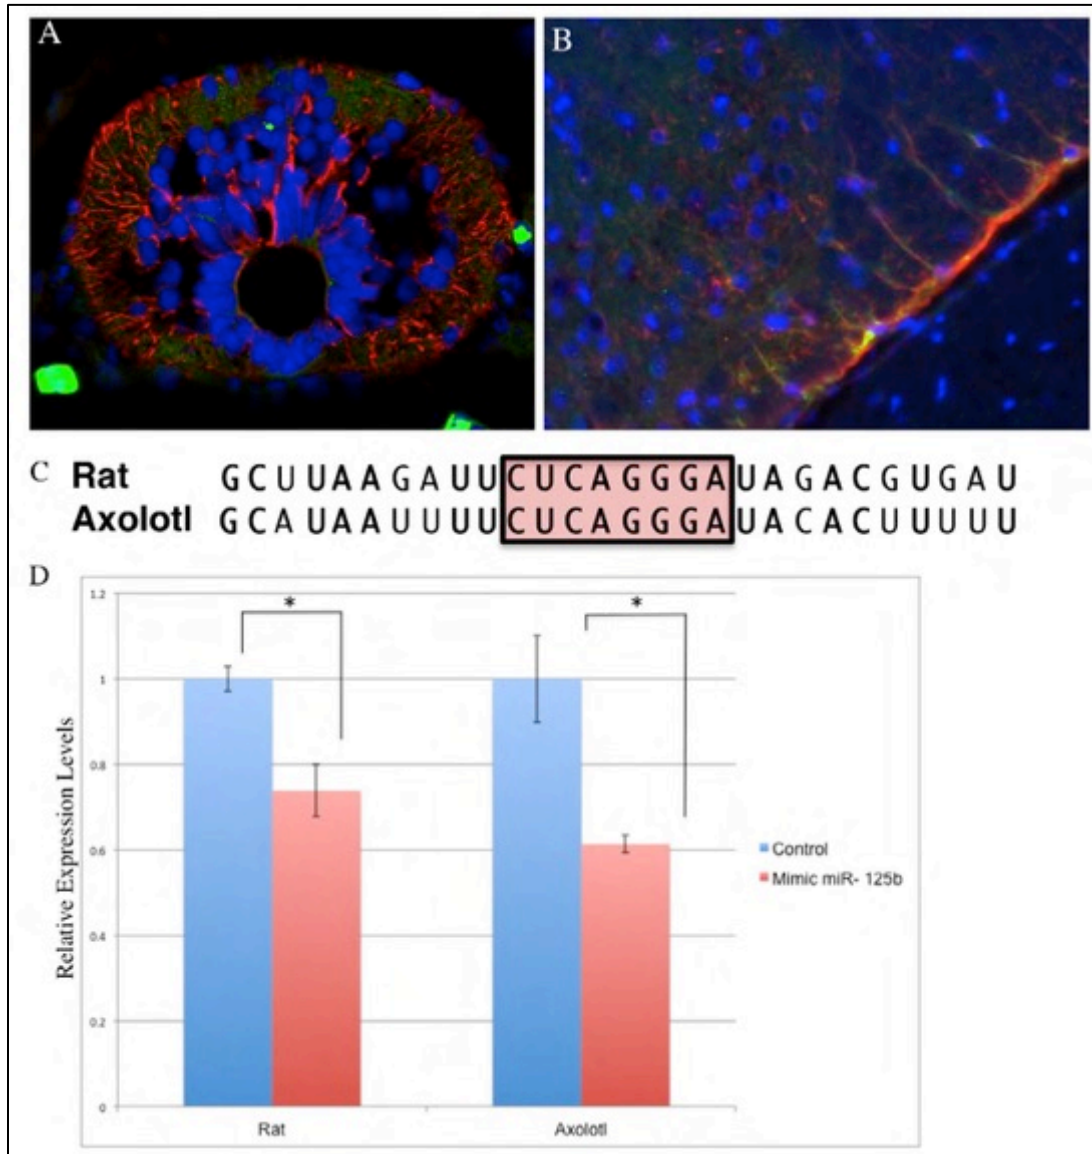 A
B
C
Rat GCUUAAGAUUCUCAGGGAUAGACGUGAU
Axolotl GCAUAAUUUUCUCAGGGAUACACUUUUU
D
Relative Expression Levels
1.2
1
0.8
0.6
0.4
0.2
0
*
*
Rat
Axolotl
Control
Mimic miR- 125b